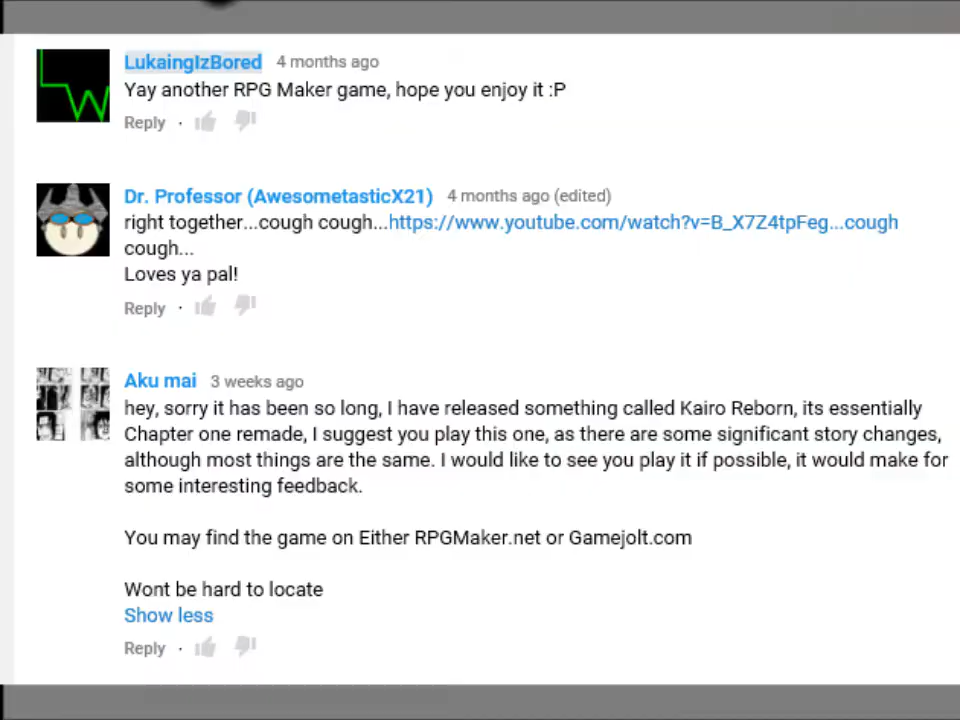 LukaingIzBored 4 months ago
Yay another RPG Maker game, hope you enjoy it :P
Reply ·
Dr. Professor (AwesometasticX21) 4 months ago (edited)
right together...cough cough...https://www.youtube.com/watch?v=B_X7Z4tpFeg...cough
cough...
Loves ya pal!
Reply ·
Aku mai 3 weeks ago
hey, sorry it has been so long, I have released something called Kairo Reborn, its essentially
Chapter one remade, I suggest you play this one, as there are some significant story changes,
although most things are the same. I would like to see you play it if possible, it would make for
some interesting feedback.
You may find the game on Either RPGMaker.net or Gamejolt.com
Wont be hard to locate
Show less
Reply ·